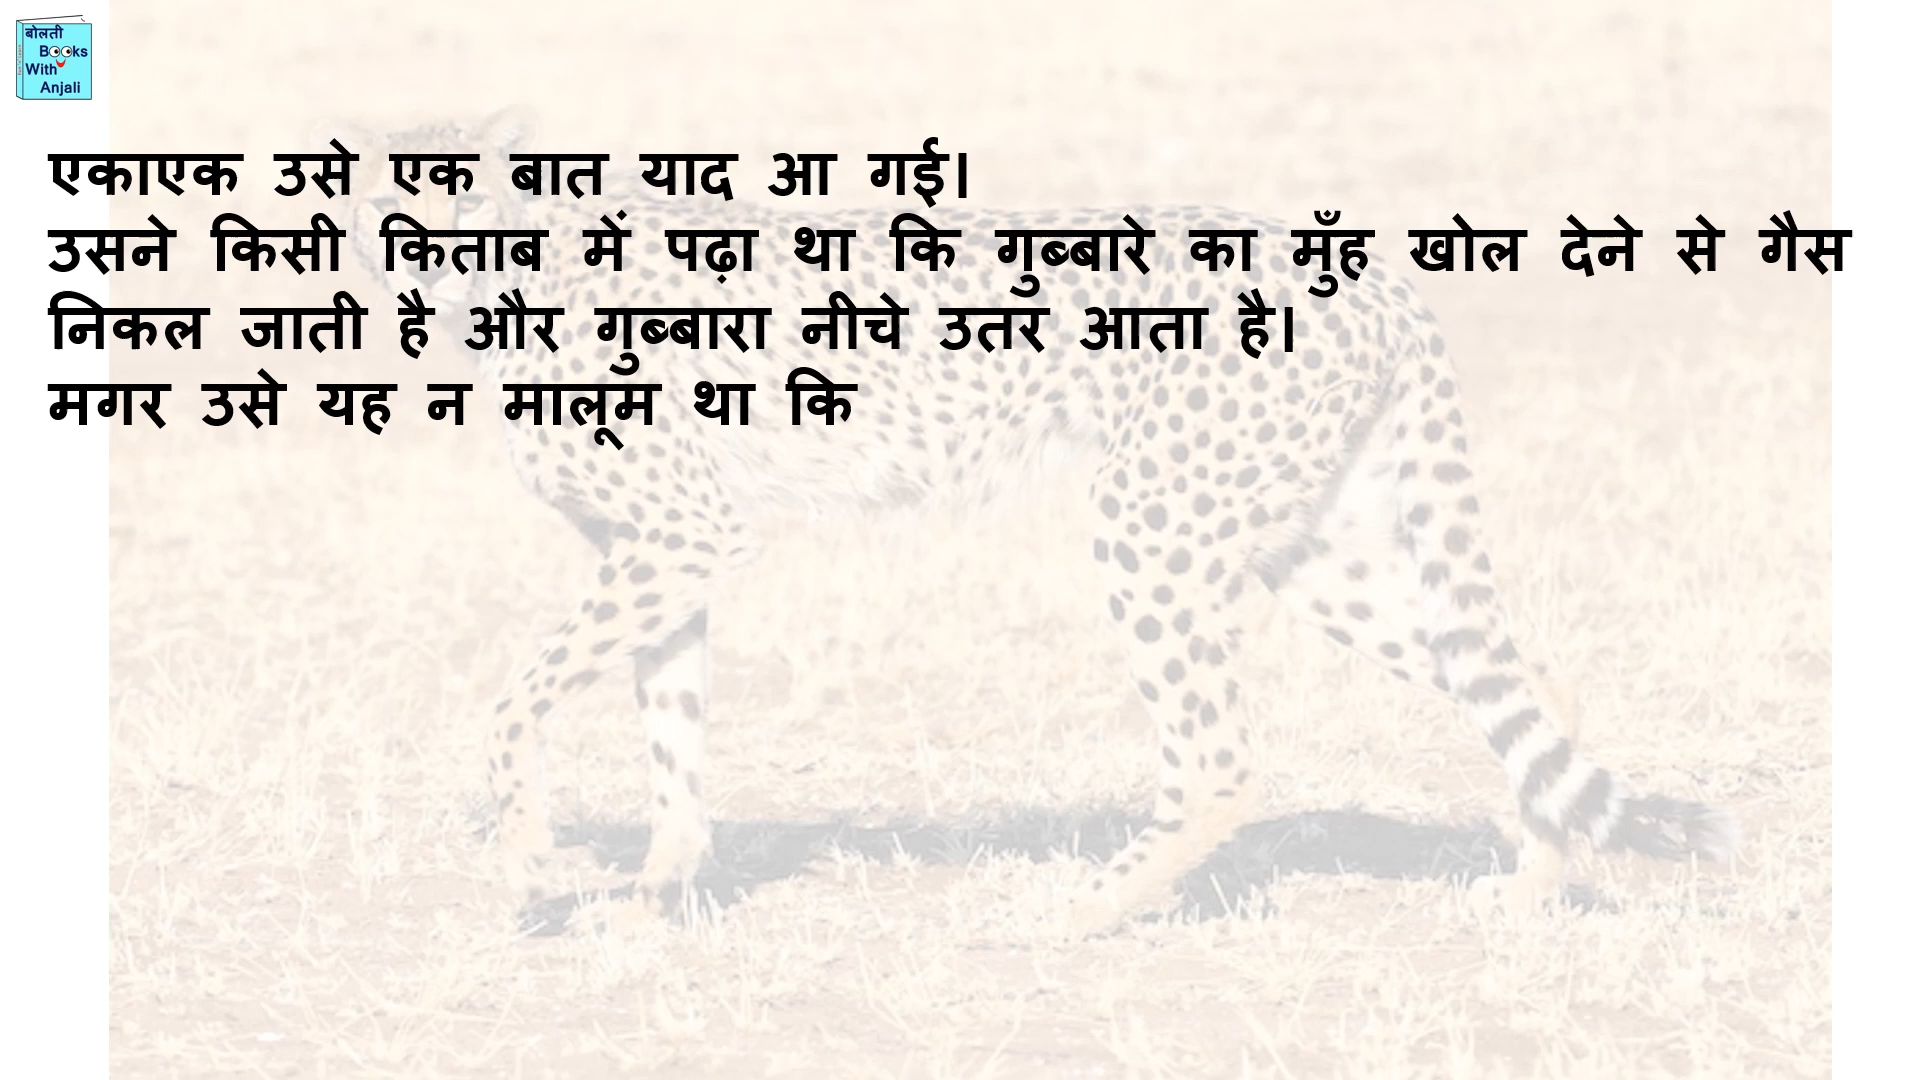 बोलती
Books
With
Anjali
एकाएक उसे एक बात याद आ गई।
उसने किसी किताब में पढ़ा था कि गुब्बारे का मुँह खोल देने से गैस
निकल जाती है और गुब्बारा नीचे उतर आता है।
मगर उसे यह न मालूम था कि